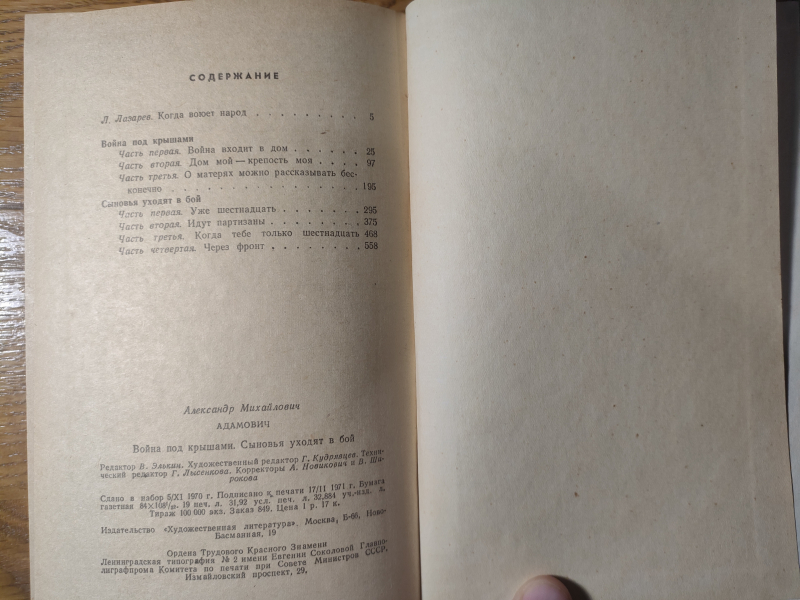 СОДЕРЖАНИЕ
Л. Лазарев. Когда воюет народ . . . . . . . . . 5
Война под крышами
Часть первая. Война входит в дом . . . . . . 25
Часть вторая. Дом мой — крепость моя . . . . 97
Часть третья. О матерях можно рассказывать бес-
конечно . . . . . . . . . . . . . . 195
Сыновья уходят в бой
Часть первая. Уже шестнадцать . . . . . . . 295
Часть вторая. Идут партизаны . . . . . . . . 375
Часть третья. Когда тебе только шестнадцать 468
Часть четвертая. Через фронт . . . . . . . . 558
Александр Михайлович
АДАМОВИЧ
Война под крышами. Сыновья уходят в бой
Редактор В. Элькин. Художественный редактор Г. Кудрявцев. Техни-
ческий редактор Г. Лысенкова. Корректоры А. Новикович и В. Ши-
рокова
Сдано в набор 5/XI 1970 г. Подписано к печати 17/II 1971 г. Бумага
газетная 84×108¹/₃₂. 19 печ. л. 31,92 усл. печ. л. 32,884 уч.-изд. л.
Тираж 100 000 экз. Заказ 849. Цена 1 р. 17 к.
Издательство «Художественная литература». Москва, Б-66, Ново-
Басманная, 19
Ордена Трудового Красного Знамени
Ленинградская типография № 2 имени Евгении Соколовой Главпо-
лиграфпрома Комитета по печати при Совете Министров СССР.
Измайловский проспект, 29.